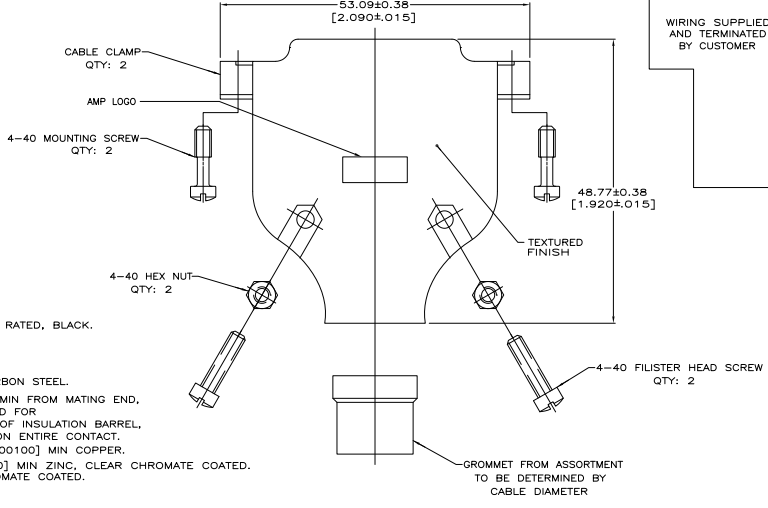 53.09±0.38
[2.090±.015]
WIRING SUPPLIED
AND TERMINATED
BY CUSTOMER
CABLE CLAMP
QTY: 2
AMP LOGO
4-40 MOUNTING SCREW
QTY: 2
48.77±0.38
[1.920±.015]
TEXTURED
FINISH
4-40 HEX NUT
QTY: 2
RATED, BLACK.
4-40 FILISTER HEAD SCREW
QTY: 2
RBON STEEL.
MIN FROM MATING END,
D FOR
OF INSULATION BARREL,
ON ENTIRE CONTACT.
00100] MIN COPPER.
] MIN ZINC, CLEAR CHROMATE COATED.
MATE COATED.
GROMMET FROM ASSORTMENT
TO BE DETERMINED BY
CABLE DIAMETER